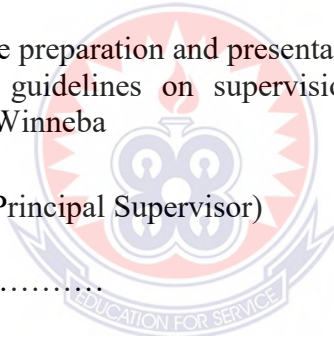 e preparation and presenta
guidelines on supervisio
Winneba
Principal Supervisor)
…………
EDUCATION FOR SERVICE